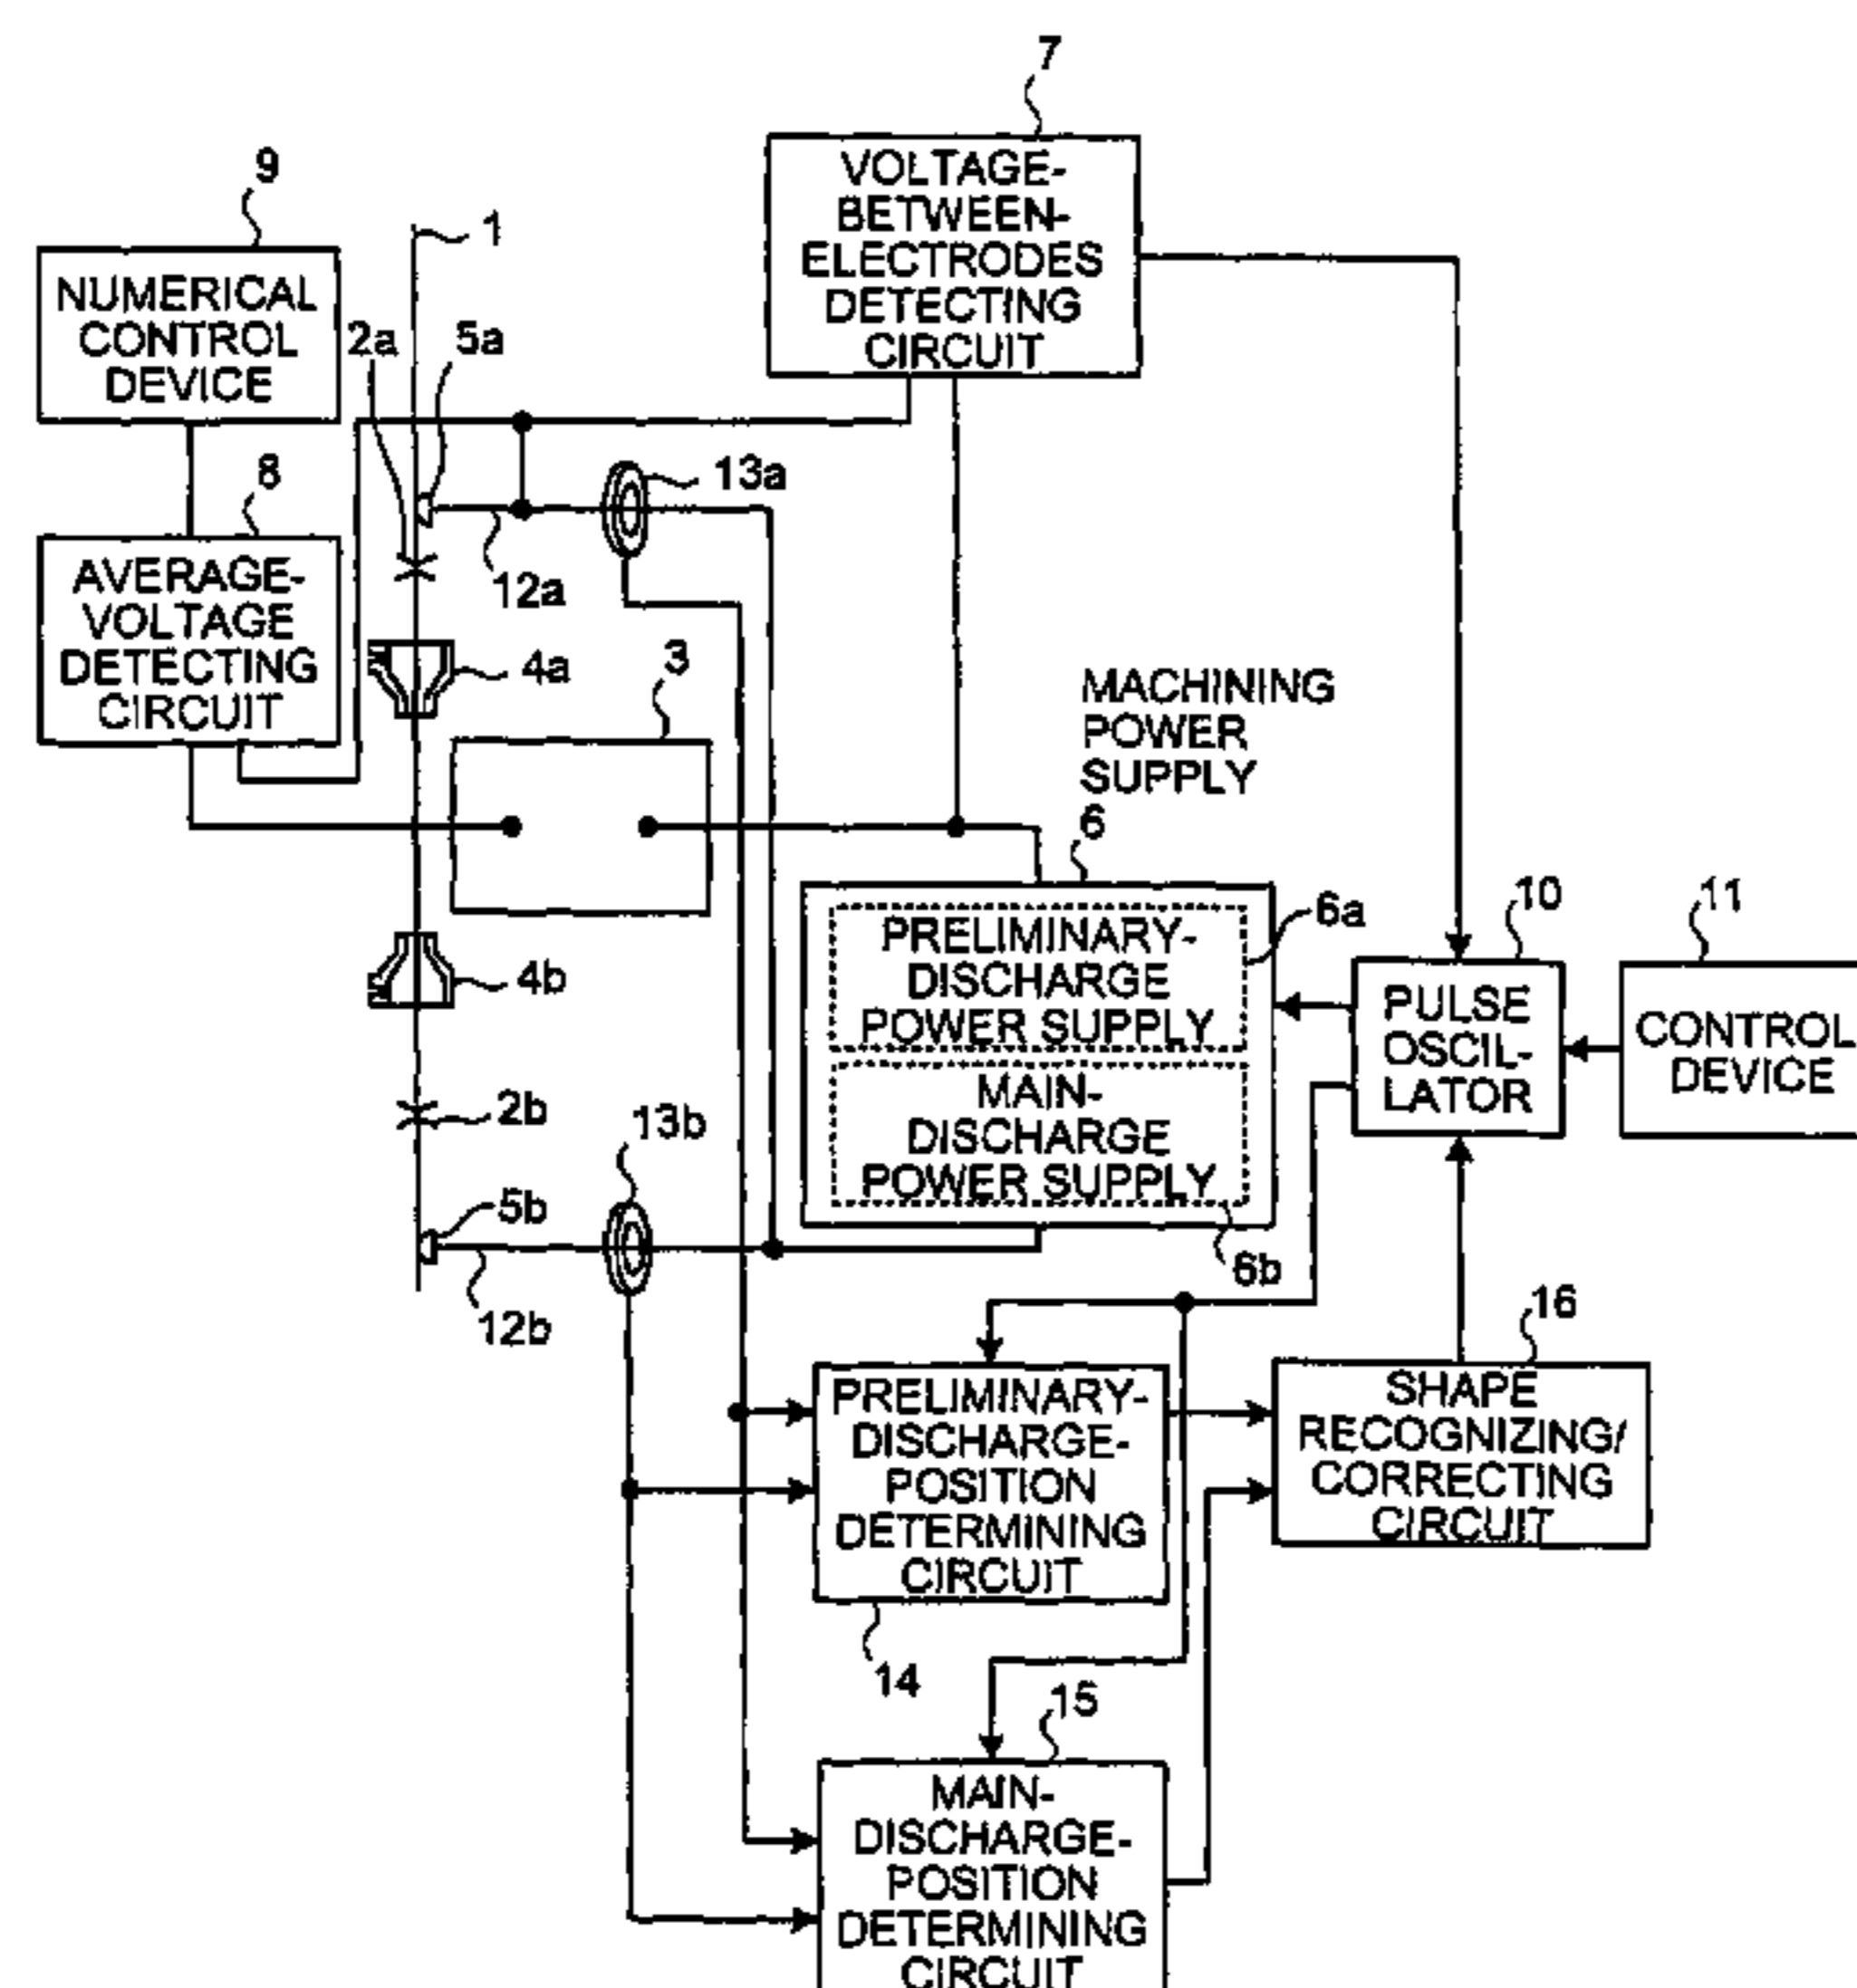 7
VOLTAGE-
BETWEEN-
ELECTRODES
DETECTING
CIRCUIT
9
NUMERICAL
CONTROL
DEVICE
1
2a
5a
8
AVERAGE-
VOLTAGE
DETECTING
CIRCUIT
13a
12a
4a
3
MACHINING
POWER
SUPPLY
6
PRELIMINARY-
DISCHARGE
POWER SUPPLY
6a
MAIN-
DISCHARGE
POWER SUPPLY
6b
10
PULSE
OSCIL-
LATOR
11
CONTROL
DEVICE
4b
2b
13b
5b
12b
16
SHAPE
RECOGNIZING/
CORRECTING
CIRCUIT
PRELIMINARY-
DISCHARGE-
POSITION
DETERMINING
CIRCUIT
14
15
MAIN-
DISCHARGE-
POSITION
DETERMINING
CIRCUIT